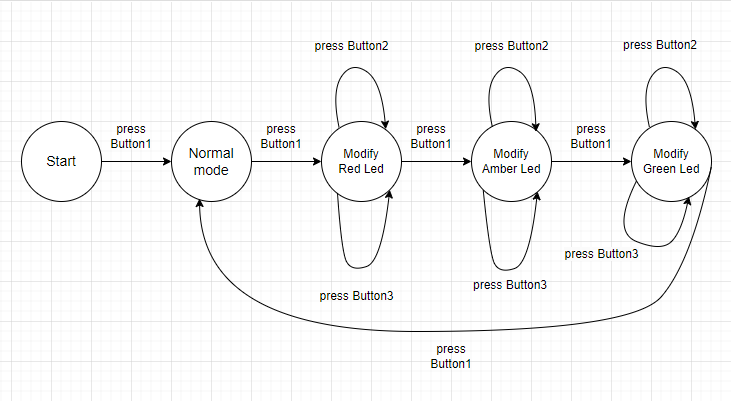 press Button2
press Button2
press Button2
press
Button1
press
Button1
press
Button1
press
Button1
Start
Normal
mode
Modify
Red Led
Modify
Amber Led
Modify
Green Led
press Button3
press Button3
press Button3
press
Button1